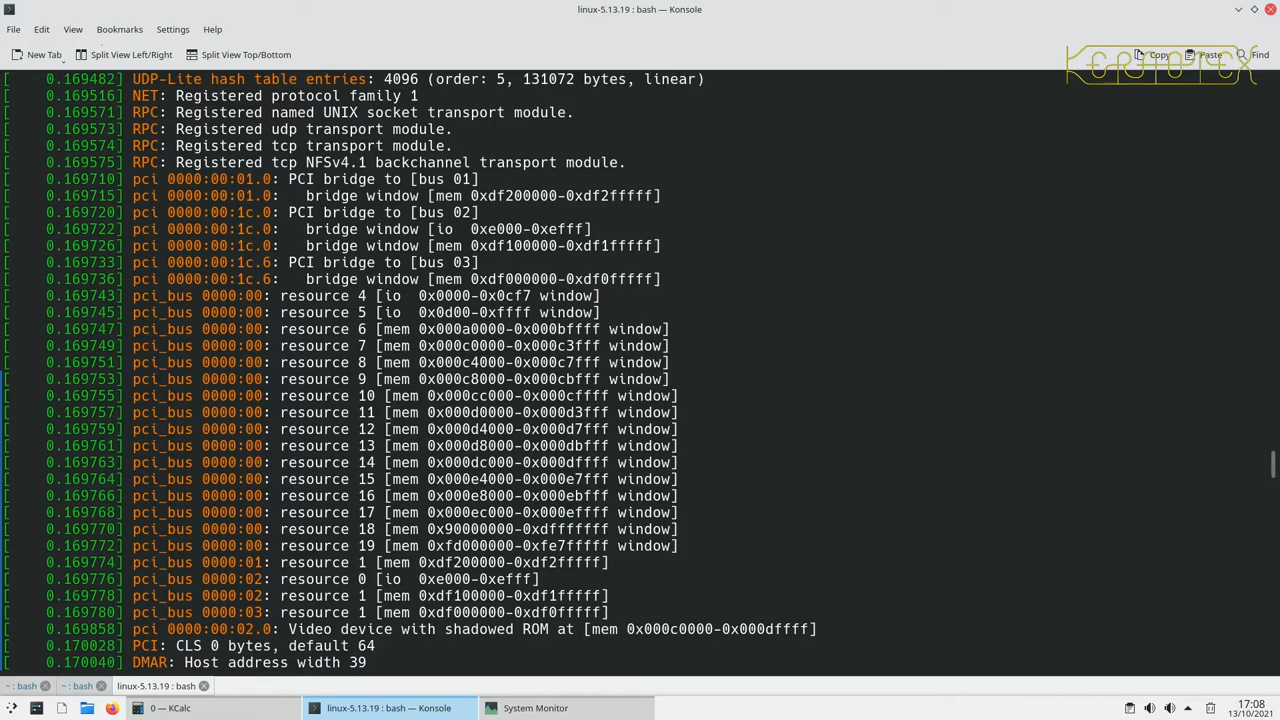 linux-5.13.19 : bash — Konsole
File Edit View Bookmarks Settings Help
New Tab Split View Left/Right Split View Top/Bottom Copy Paste Find
[    0.169482] UDP-Lite hash table entries: 4096 (order: 5, 131072 bytes, linear)
[    0.169516] NET: Registered protocol family 1
[    0.169571] RPC: Registered named UNIX socket transport module.
[    0.169573] RPC: Registered udp transport module.
[    0.169574] RPC: Registered tcp transport module.
[    0.169575] RPC: Registered tcp NFSv4.1 backchannel transport module.
[    0.169710] pci 0000:00:01.0: PCI bridge to [bus 01]
[    0.169715] pci 0000:00:01.0:   bridge window [mem 0xdf200000-0xdf2fffff]
[    0.169720] pci 0000:00:1c.0: PCI bridge to [bus 02]
[    0.169722] pci 0000:00:1c.0:   bridge window [io  0xe000-0xefff]
[    0.169726] pci 0000:00:1c.0:   bridge window [mem 0xdf100000-0xdf1fffff]
[    0.169733] pci 0000:00:1c.6: PCI bridge to [bus 03]
[    0.169736] pci 0000:00:1c.6:   bridge window [mem 0xdf000000-0xdf0fffff]
[    0.169743] pci_bus 0000:00: resource 4 [io  0x0000-0x0cf7 window]
[    0.169745] pci_bus 0000:00: resource 5 [io  0x0d00-0xffff window]
[    0.169747] pci_bus 0000:00: resource 6 [mem 0x000a0000-0x000bffff window]
[    0.169749] pci_bus 0000:00: resource 7 [mem 0x000c0000-0x000c3fff window]
[    0.169751] pci_bus 0000:00: resource 8 [mem 0x000c4000-0x000c7fff window]
[    0.169753] pci_bus 0000:00: resource 9 [mem 0x000c8000-0x000cbfff window]
[    0.169755] pci_bus 0000:00: resource 10 [mem 0x000cc000-0x000cffff window]
[    0.169757] pci_bus 0000:00: resource 11 [mem 0x000d0000-0x000d3fff window]
[    0.169759] pci_bus 0000:00: resource 12 [mem 0x000d4000-0x000d7fff window]
[    0.169761] pci_bus 0000:00: resource 13 [mem 0x000d8000-0x000dbfff window]
[    0.169763] pci_bus 0000:00: resource 14 [mem 0x000dc000-0x000dffff window]
[    0.169764] pci_bus 0000:00: resource 15 [mem 0x000e4000-0x000e7fff window]
[    0.169766] pci_bus 0000:00: resource 16 [mem 0x000e8000-0x000ebfff window]
[    0.169768] pci_bus 0000:00: resource 17 [mem 0x000ec000-0x000effff window]
[    0.169770] pci_bus 0000:00: resource 18 [mem 0x90000000-0xdfffffff window]
[    0.169772] pci_bus 0000:00: resource 19 [mem 0xfd000000-0xfe7fffff window]
[    0.169774] pci_bus 0000:01: resource 1 [mem 0xdf200000-0xdf2fffff]
[    0.169776] pci_bus 0000:02: resource 0 [io  0xe000-0xefff]
[    0.169778] pci_bus 0000:02: resource 1 [mem 0xdf100000-0xdf1fffff]
[    0.169780] pci_bus 0000:03: resource 1 [mem 0xdf000000-0xdf0fffff]
[    0.169858] pci 0000:00:02.0: Video device with shadowed ROM at [mem 0x000c0000-0x000dffff]
[    0.170028] PCI: CLS 0 bytes, default 64
[    0.170040] DMAR: Host address width 39
~ : bash ~ : bash linux-5.13.19 : bash
0 — KCalc linux-5.13.19 : bash — Konsole System Monitor 17:08
13/10/2021